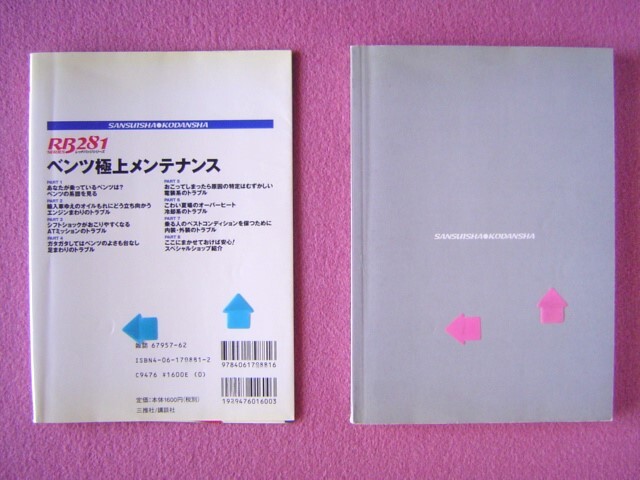 SANSUISHA●KODANSHA
RB281
ベンツ極上メンテナンス
PART 1
あなたが乗っているベンツは?
ベンツの系図を見る
PART 2
職人車ゆえのオイルもれにどう立ち向かう
エンジンまわりのトラブル
PART 3
シフトショックがおこりやすくなる
ATミッションのトラブル
PART 4
ガタガタしてはベンツのよさも台なし
足まわりのトラブル
PART 5
おこってしまったら原因の特定はむずかしい
電装系のトラブル
PART 6
こわい夏場のオーバーヒート
冷却系のトラブル
PART 7
乗る人のベストコンディションを保つために
内装・外装のトラブル
PART 8
ここにまかせておけば安心!
スペシャルショップ紹介
雑誌 67957-62
ISBN4-06-179881-2
C9476 ¥1600E (0)
定価:本体1600円(税別)
三推社/講談社
9784061798816
1929476016003
SANSUISHA●KODANSHA